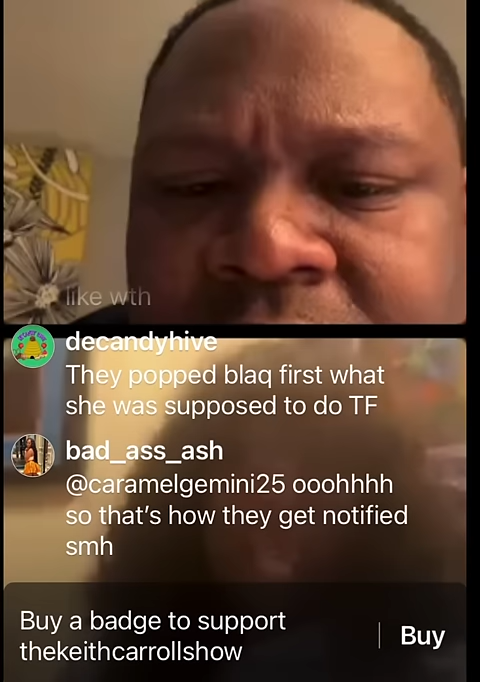 like wth
decandyhive
They popped blaq first what
she was supposed to do TF
bad_ass_ash
@caramelgemini25 ooohhhh
so that's how they get notified
smh
Buy a badge to support
thekeithcarrollshow
Buy